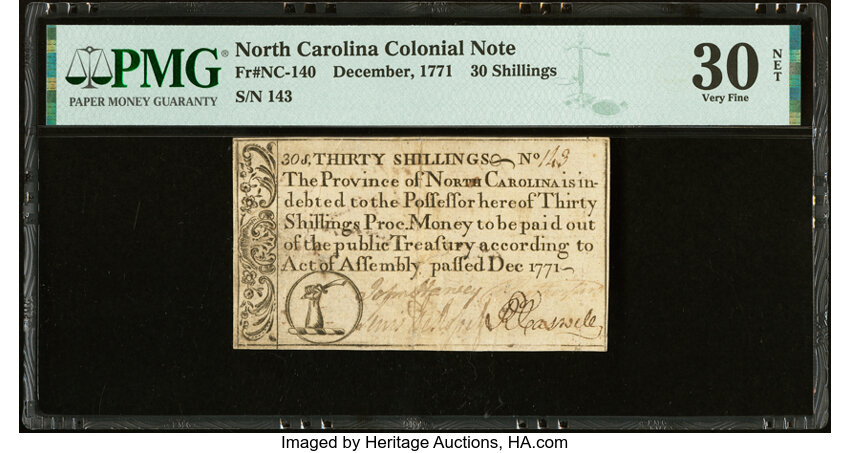 PMG®
PAPER MONEY GUARANTY
North Carolina Colonial Note
Fr#NC-140 December, 1771 30 Shillings
S/N 143
30 NET
Very Fine
30s, THIRTY SHILLINGS No 143
The Province of NORTH CAROLINA is in-
debted to the Poſſeſſor hereof Thirty
Shillings Proc. Money to be paid out
of the public Treaſury according to
Act of Aſſembly paſſed Dec 1771
RCaswell
Imaged by Heritage Auctions, HA.com